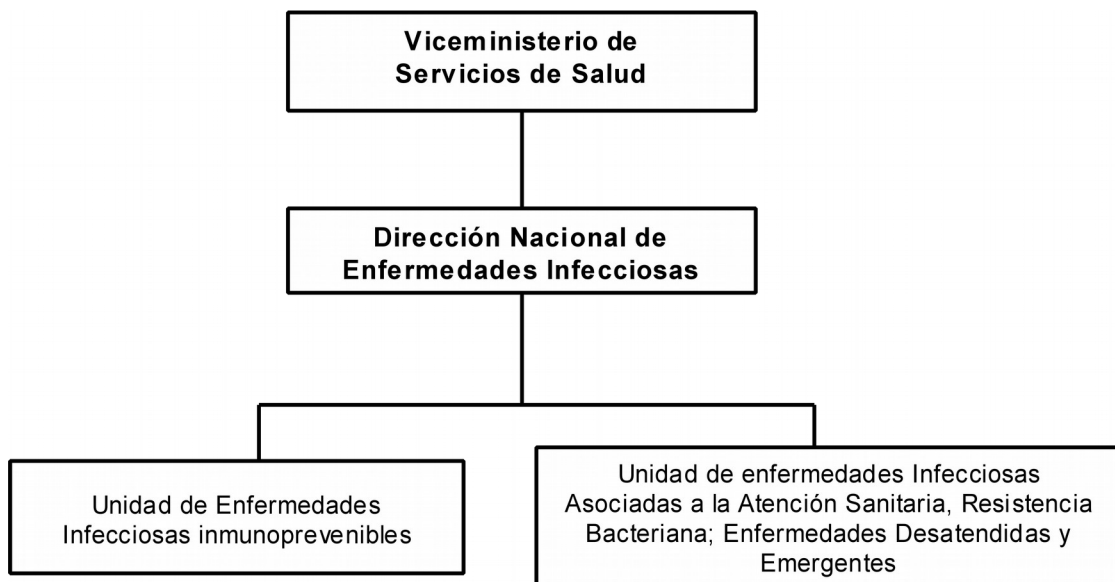 Viceministerio de
Servicios de Salud
Dirección Nacional de
Enfermedades Infecciosas
Unidad de Enfermedades
Infecciosas inmunoprevenibles
Unidad de enfermedades Infecciosas
Asociadas a la Atención Sanitaria, Resistencia
Bacteriana; Enfermedades Desatendidas y
Emergentes